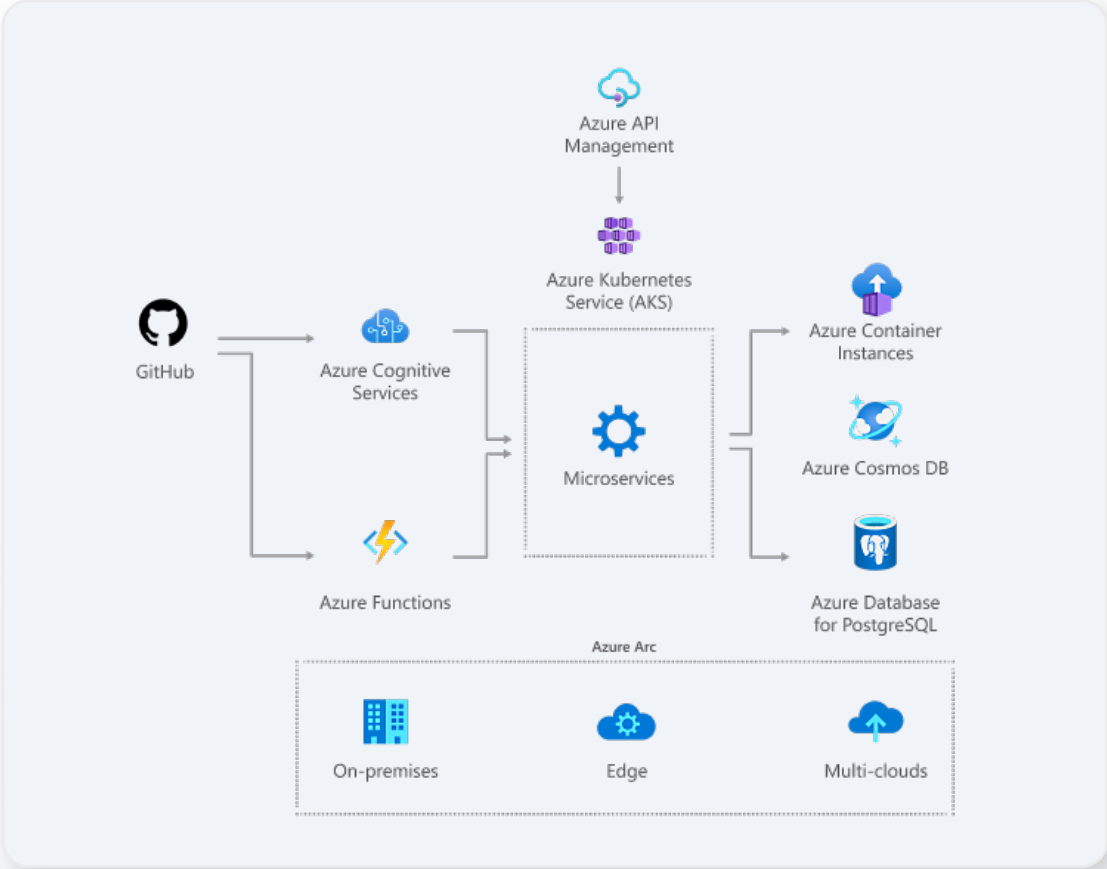 Azure API
Management
Azure Kubernetes
Service (AKS)
GitHub
Azure Cognitive
Services
Azure Functions
Microservices
Azure Container
Instances
Azure Cosmos DB
Azure Database
for PostgreSQL
Azure Arc
On-premises
Edge
Multi-clouds